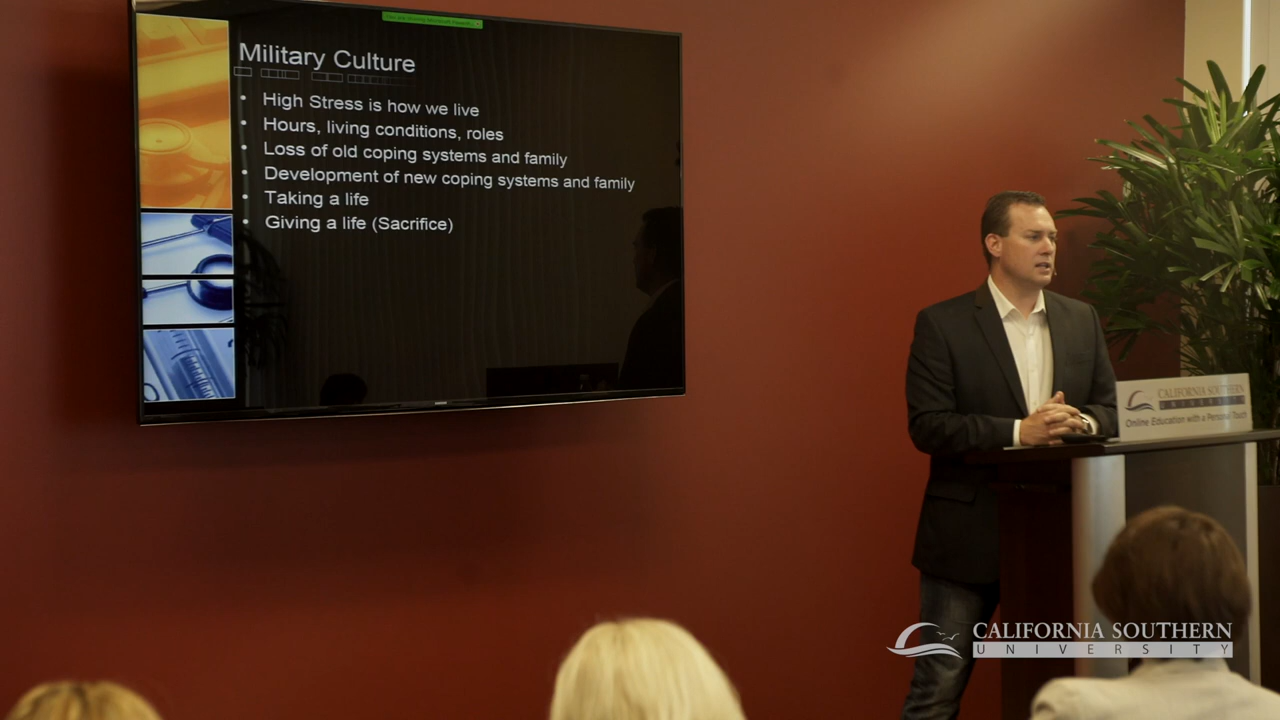 Military Culture
• High Stress is how we live
• Hours, living conditions, roles
• Loss of old coping systems and family
• Development of new coping systems and family
• Taking a life
• Giving a life (Sacrifice)
CALIFORNIA SOUTHERN
UNIVERSITY
Online Education with a Personal Touch
CALIFORNIA SOUTHERN
UNIVERSITY